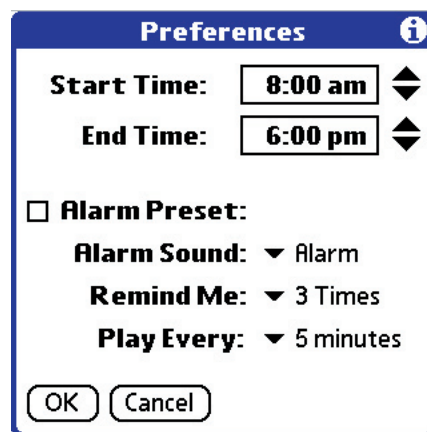 Preferences
Start Time: 8:00 am
End Time: 6:00 pm
Alarm Preset:
Alarm Sound: Alarm
Remind Me: 3 Times
Play Every: 5 minutes
OK Cancel